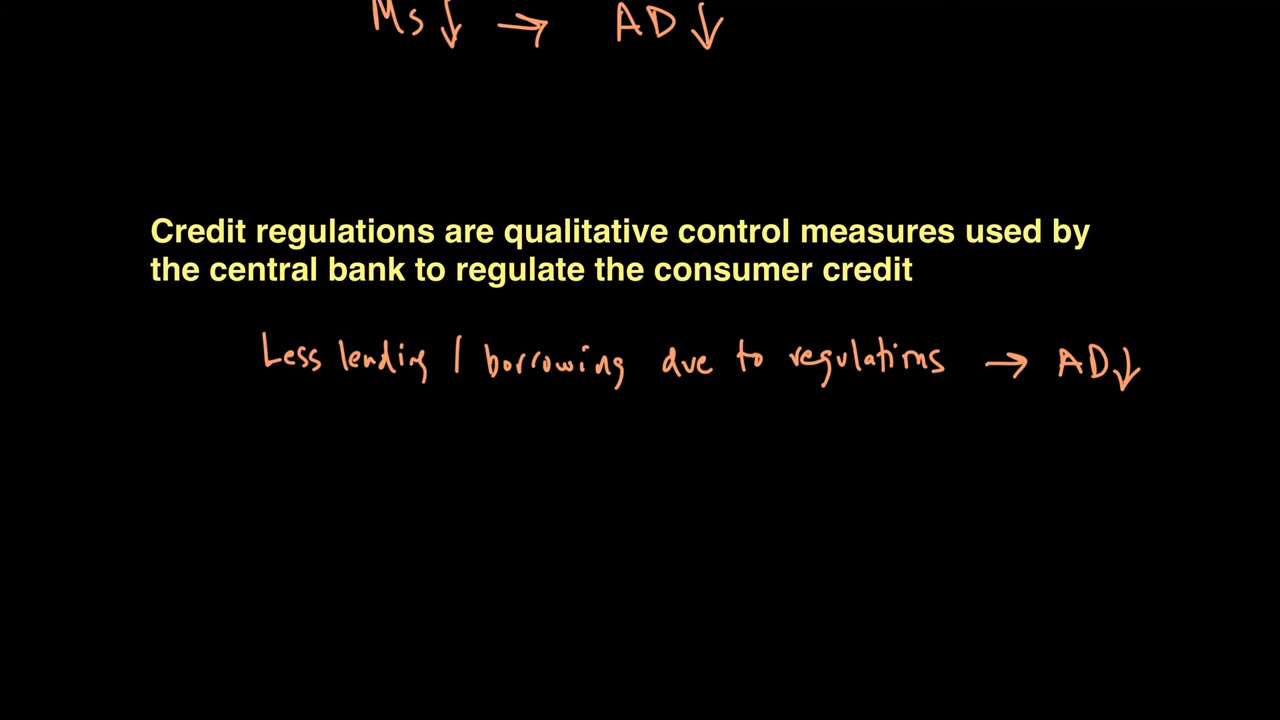 Ms↓ → AD↓
Credit regulations are qualitative control measures used by
the central bank to regulate the consumer credit
Less lending / borrowing due to regulations → AD↓